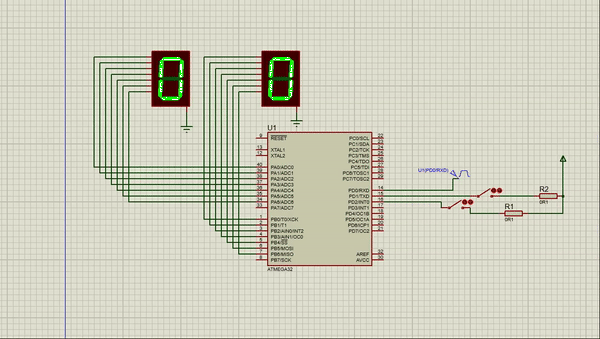 U1
9 RESET
13 XTAL1
12 XTAL2
40 PA0/ADC0
39 PA1/ADC1
38 PA2/ADC2
37 PA3/ADC3
36 PA4/ADC4
35 PA5/ADC5
34 PA6/ADC6
33 PA7/ADC7
1 PB0/T0/XCK
2 PB1/T1
3 PB2/AIN0/INT2
4 PB3/AIN1/OC0
5 PB4/SS
6 PB5/MOSI
7 PB6/MISO
8 PB7/SCK
PC0/SCL 22
PC1/SDA 23
PC2/TCK 24
PC3/TMS 25
PC4/TDO 26
PC5/TDI 27
PC6/TOSC1 28
PC7/TOSC2 29
PD0/RXD 14
PD1/TXD 15
PD2/INT0 16
PD3/INT1 17
PD4/OC1B 18
PD5/OC1A 19
PD6/ICP1 20
PD7/OC2 21
AREF 32
AVCC 30
ATMEGA32
U1(PD0/RXD)
R2
0R1
R1
0R1